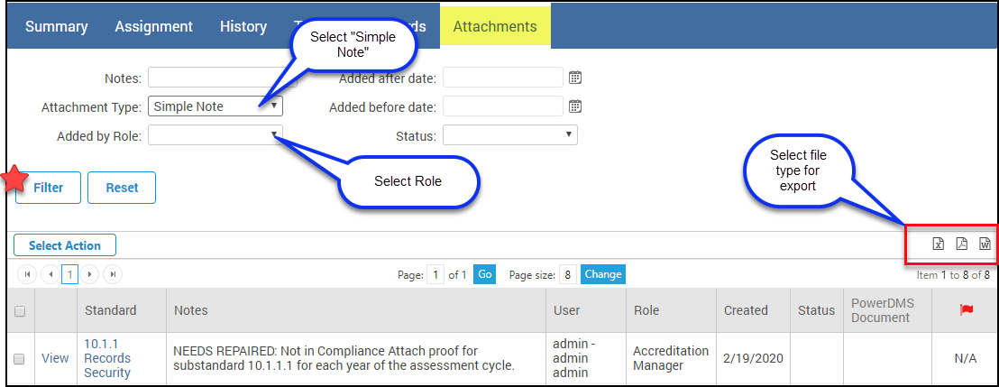 Summary Assignment History T ds Attachments
Select "Simple
Note"
Notes:
Added after date:
Attachment Type: Simple Note
Added before date:
Added by Role:
Status:
Select Role
Select file
type for
export
Filter Reset
Select Action
1
Page: 1 of 1 Go Page size: 8 Change
Item 1 to 8 of 8
Standard Notes User Role Created Status PowerDMS
Document
View
10.1.1
Records
Security
NEEDS REPAIRED: Not in Compliance Attach proof for
substandard 10.1.1.1 for each year of the assessment cycle.
admin -
admin
admin
Accreditation
Manager
2/19/2020
N/A